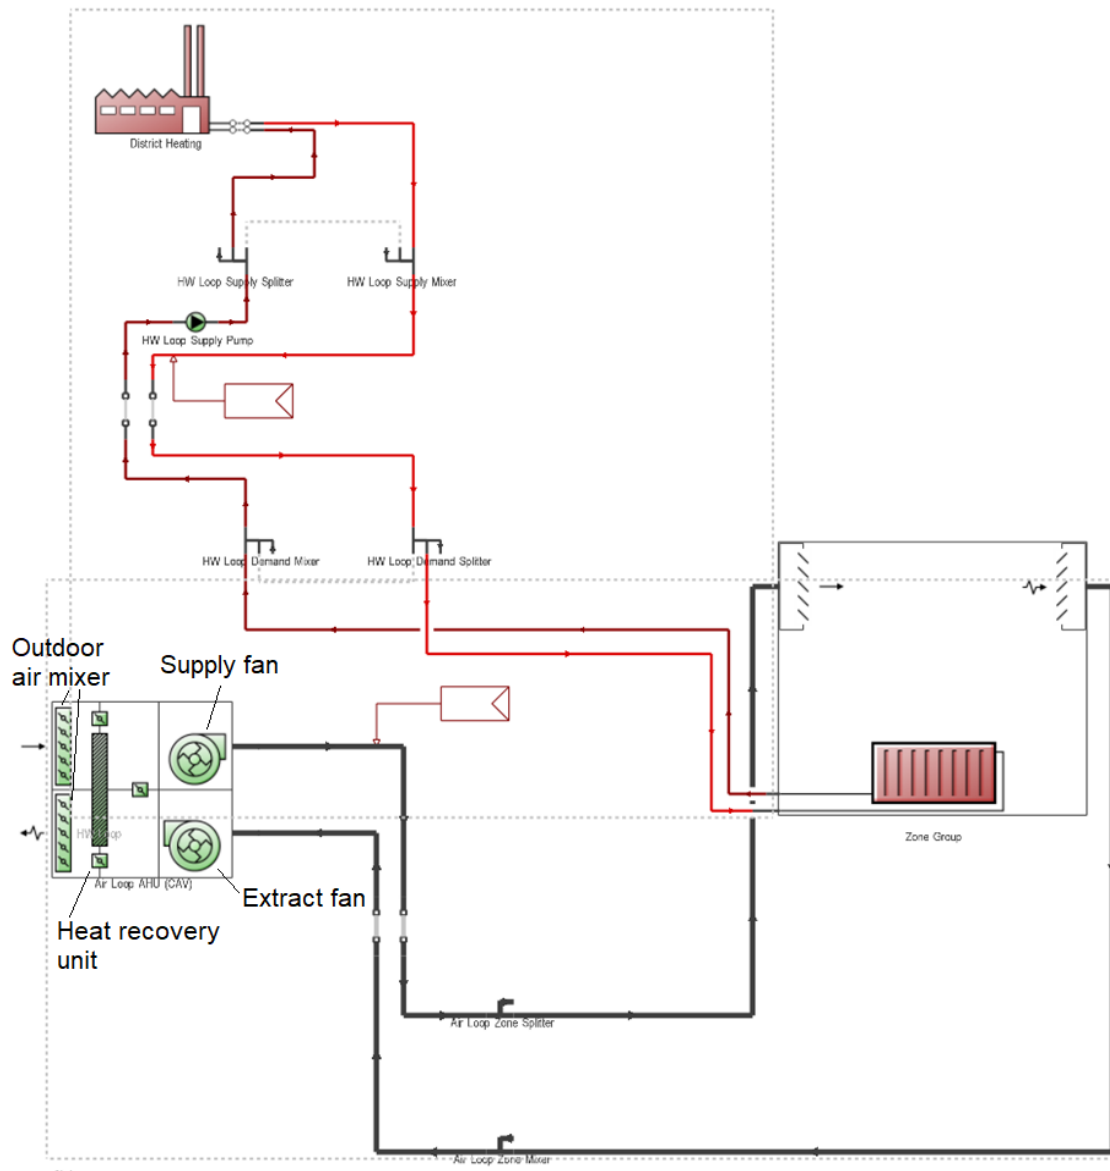 District Heating
HW Loop Supply Splitter
HW Loop Supply Mixer
HW Loop Supply Pump
HW Loop Demand Mixer
HW Loop Demand Splitter
Outdoor
air mixer
Supply fan
HW Loop
Zone Group
Air Loop AHU (CAV)
Extract fan
Heat recovery
unit
Air Loop Zone Splitter
Air Loop Zone Mixer